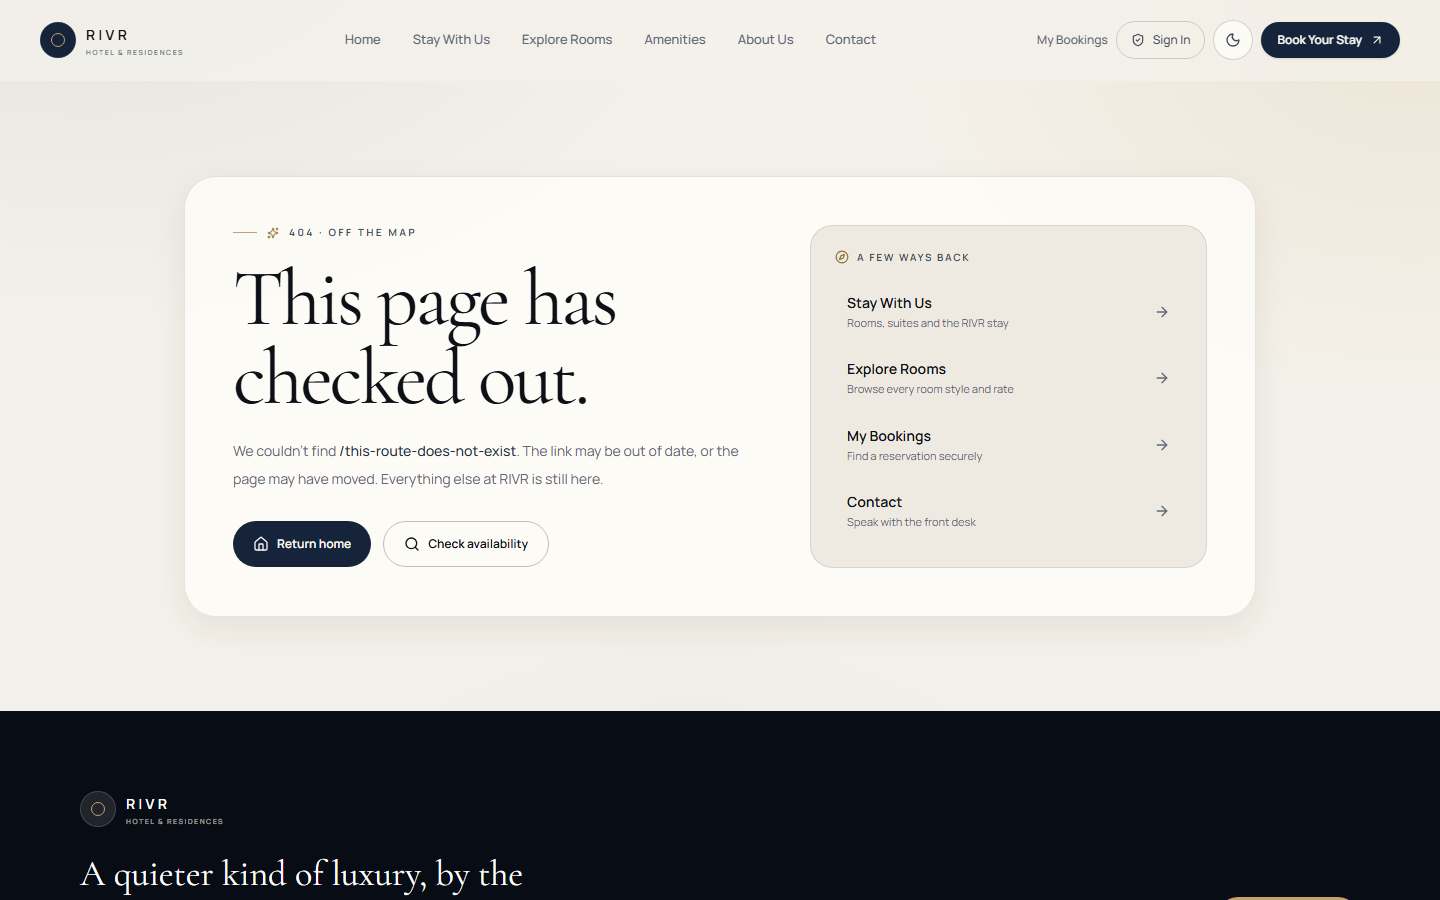 RIVR
HOTEL & RESIDENCES
Home
Stay With Us
Explore Rooms
Amenities
About Us
Contact
My Bookings
Sign In
Book Your Stay
404 · OFF THE MAP
This page has
checked out.
We couldn't find /this-route-does-not-exist. The link may be out of date, or the
page may have moved. Everything else at RIVR is still here.
Return home
Check availability
A FEW WAYS BACK
Stay With Us
Rooms, suites and the RIVR stay
Explore Rooms
Browse every room style and rate
My Bookings
Find a reservation securely
Contact
Speak with the front desk
RIVR
HOTEL & RESIDENCES
A quieter kind of luxury, by the